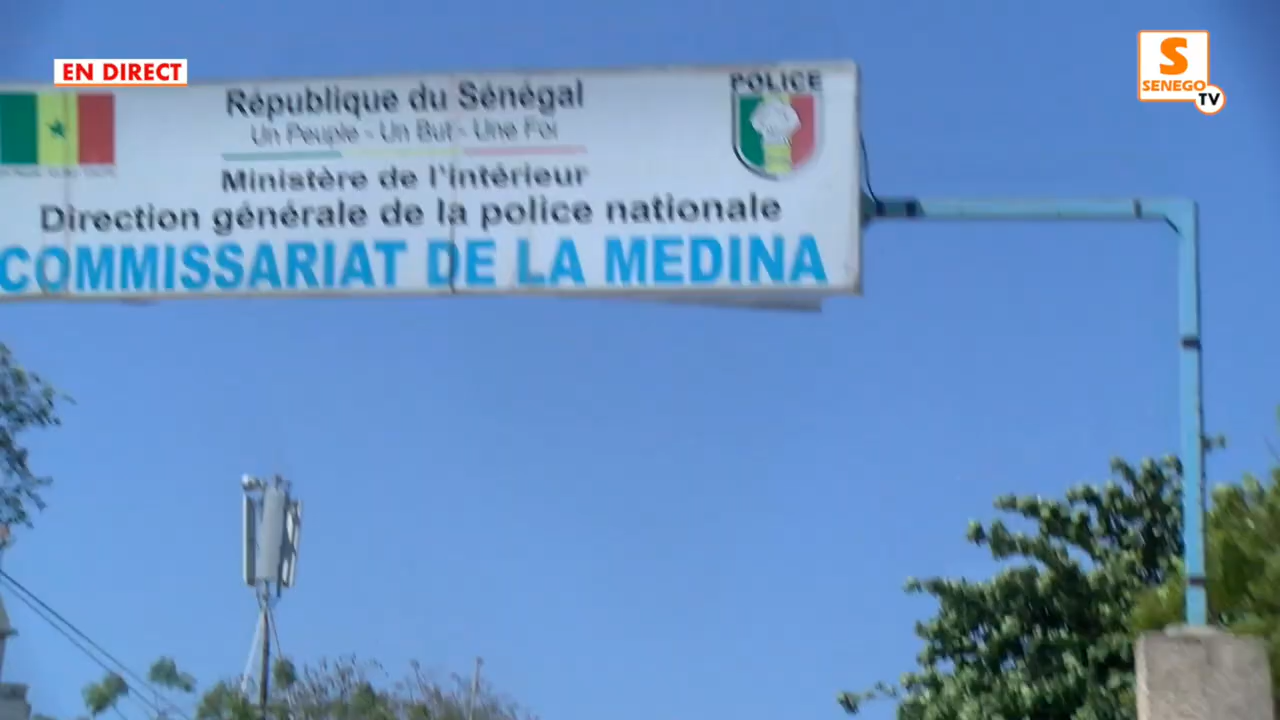 EN DIRECT
S
SENEGO
TV
POLICE
République du Sénégal
Un Peuple - Un But - Une Foi
Ministère de l'Intérieur
Direction générale de la police nationale
COMMISSARIAT DE LA MEDINA